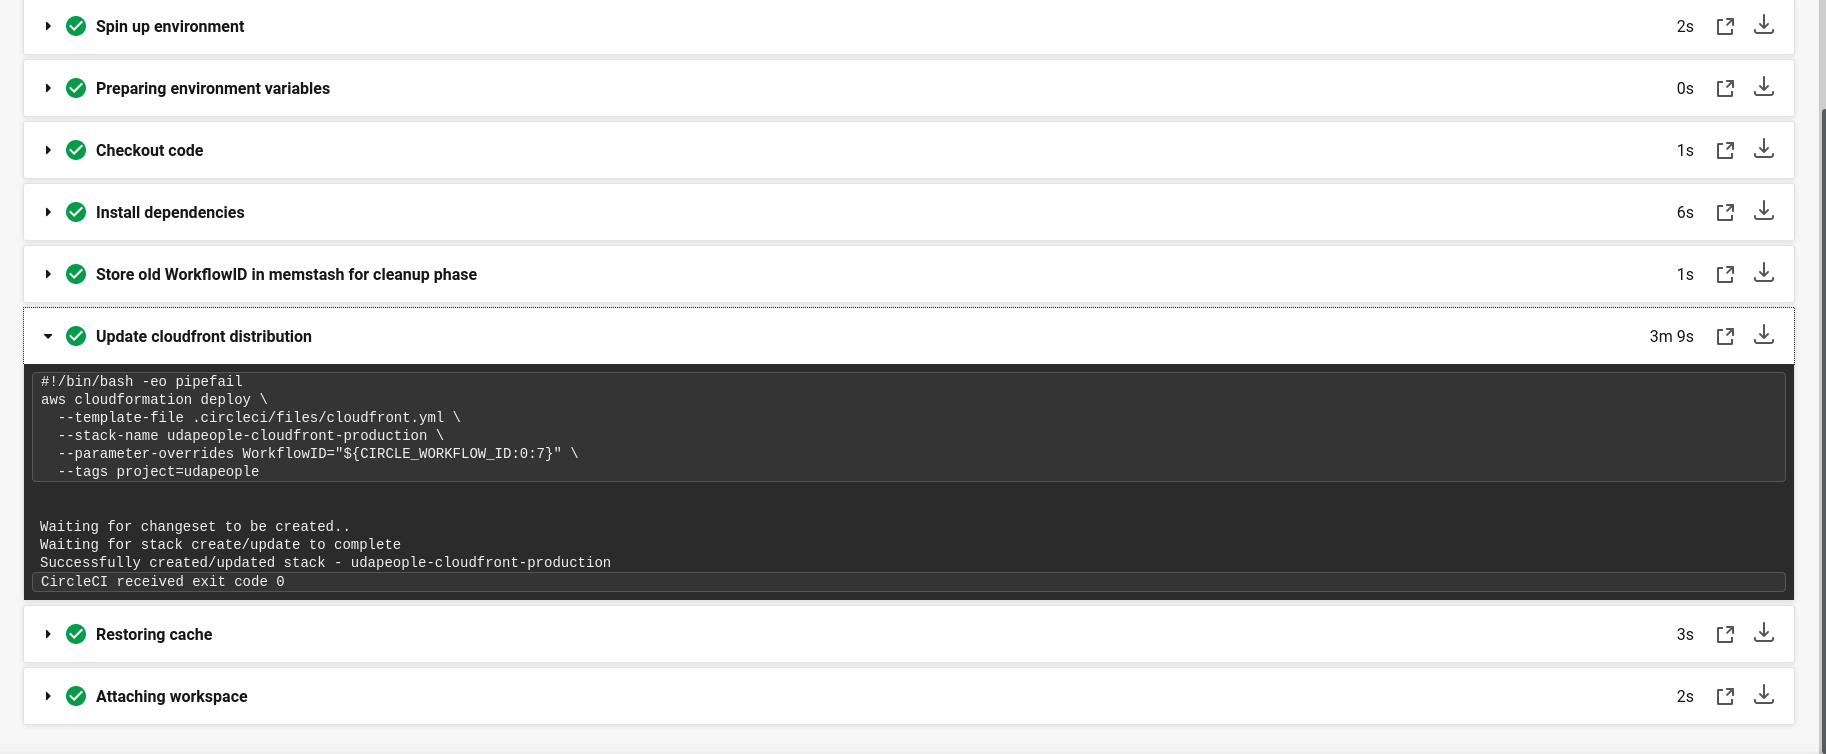 Spin up environment 2s
Preparing environment variables 0s
Checkout code 1s
Install dependencies 6s
Store old WorkflowID in memstash for cleanup phase 1s
Update cloudfront distribution 3m 9s
#!/bin/bash -eo pipefail
aws cloudformation deploy \
  --template-file .circleci/files/cloudfront.yml \
  --stack-name udapeople-cloudfront-production \
  --parameter-overrides WorkflowID="${CIRCLE_WORKFLOW_ID:0:7}" \
  --tags project=udapeople
Waiting for changeset to be created..
Waiting for stack create/update to complete
Successfully created/updated stack - udapeople-cloudfront-production
CircleCI received exit code 0
Restoring cache 3s
Attaching workspace 2s